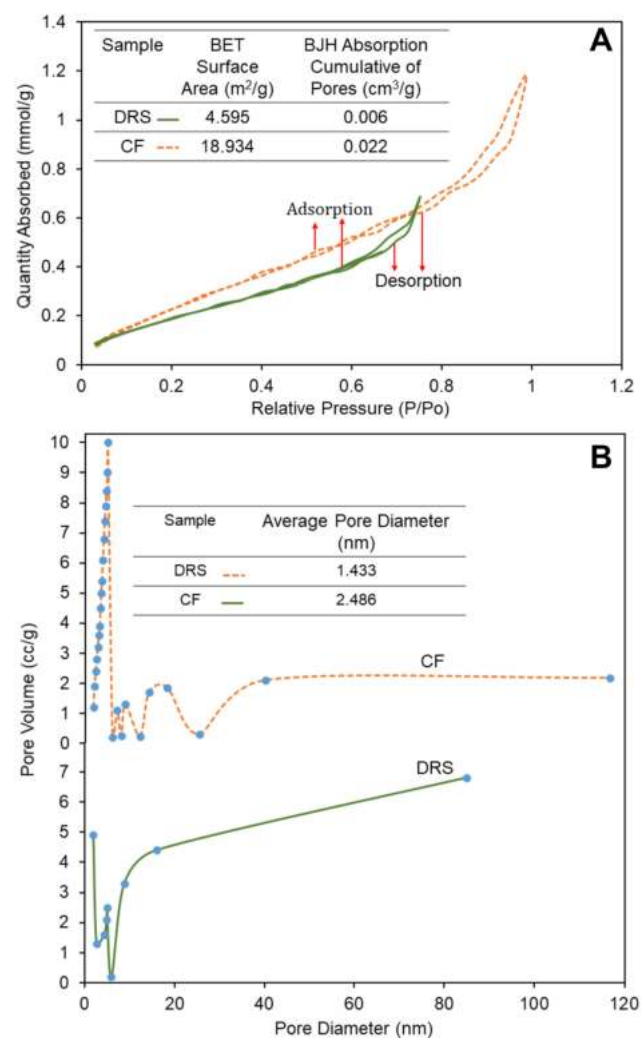 A
Sample BET Surface Area (m²/g) BJH Absorption Cumulative of Pores (cm³/g)
DRS 4.595 0.006
CF 18.934 0.022
Quantity Absorbed (mmol/g)
1.4
1.2
1
0.8
0.6
0.4
0.2
0
Adsorption
Desorption
0 0.2 0.4 0.6 0.8 1 1.2
Relative Pressure (P/Po)
B
Sample Average Pore Diameter (nm)
DRS 1.433
CF 2.486
Pore Volume (cc/g)
10
9
8
7
6
5
4
3
2
1
0
CF
7
6
5
4
3
2
1
0
DRS
0 20 40 60 80 100 120
Pore Diameter (nm)